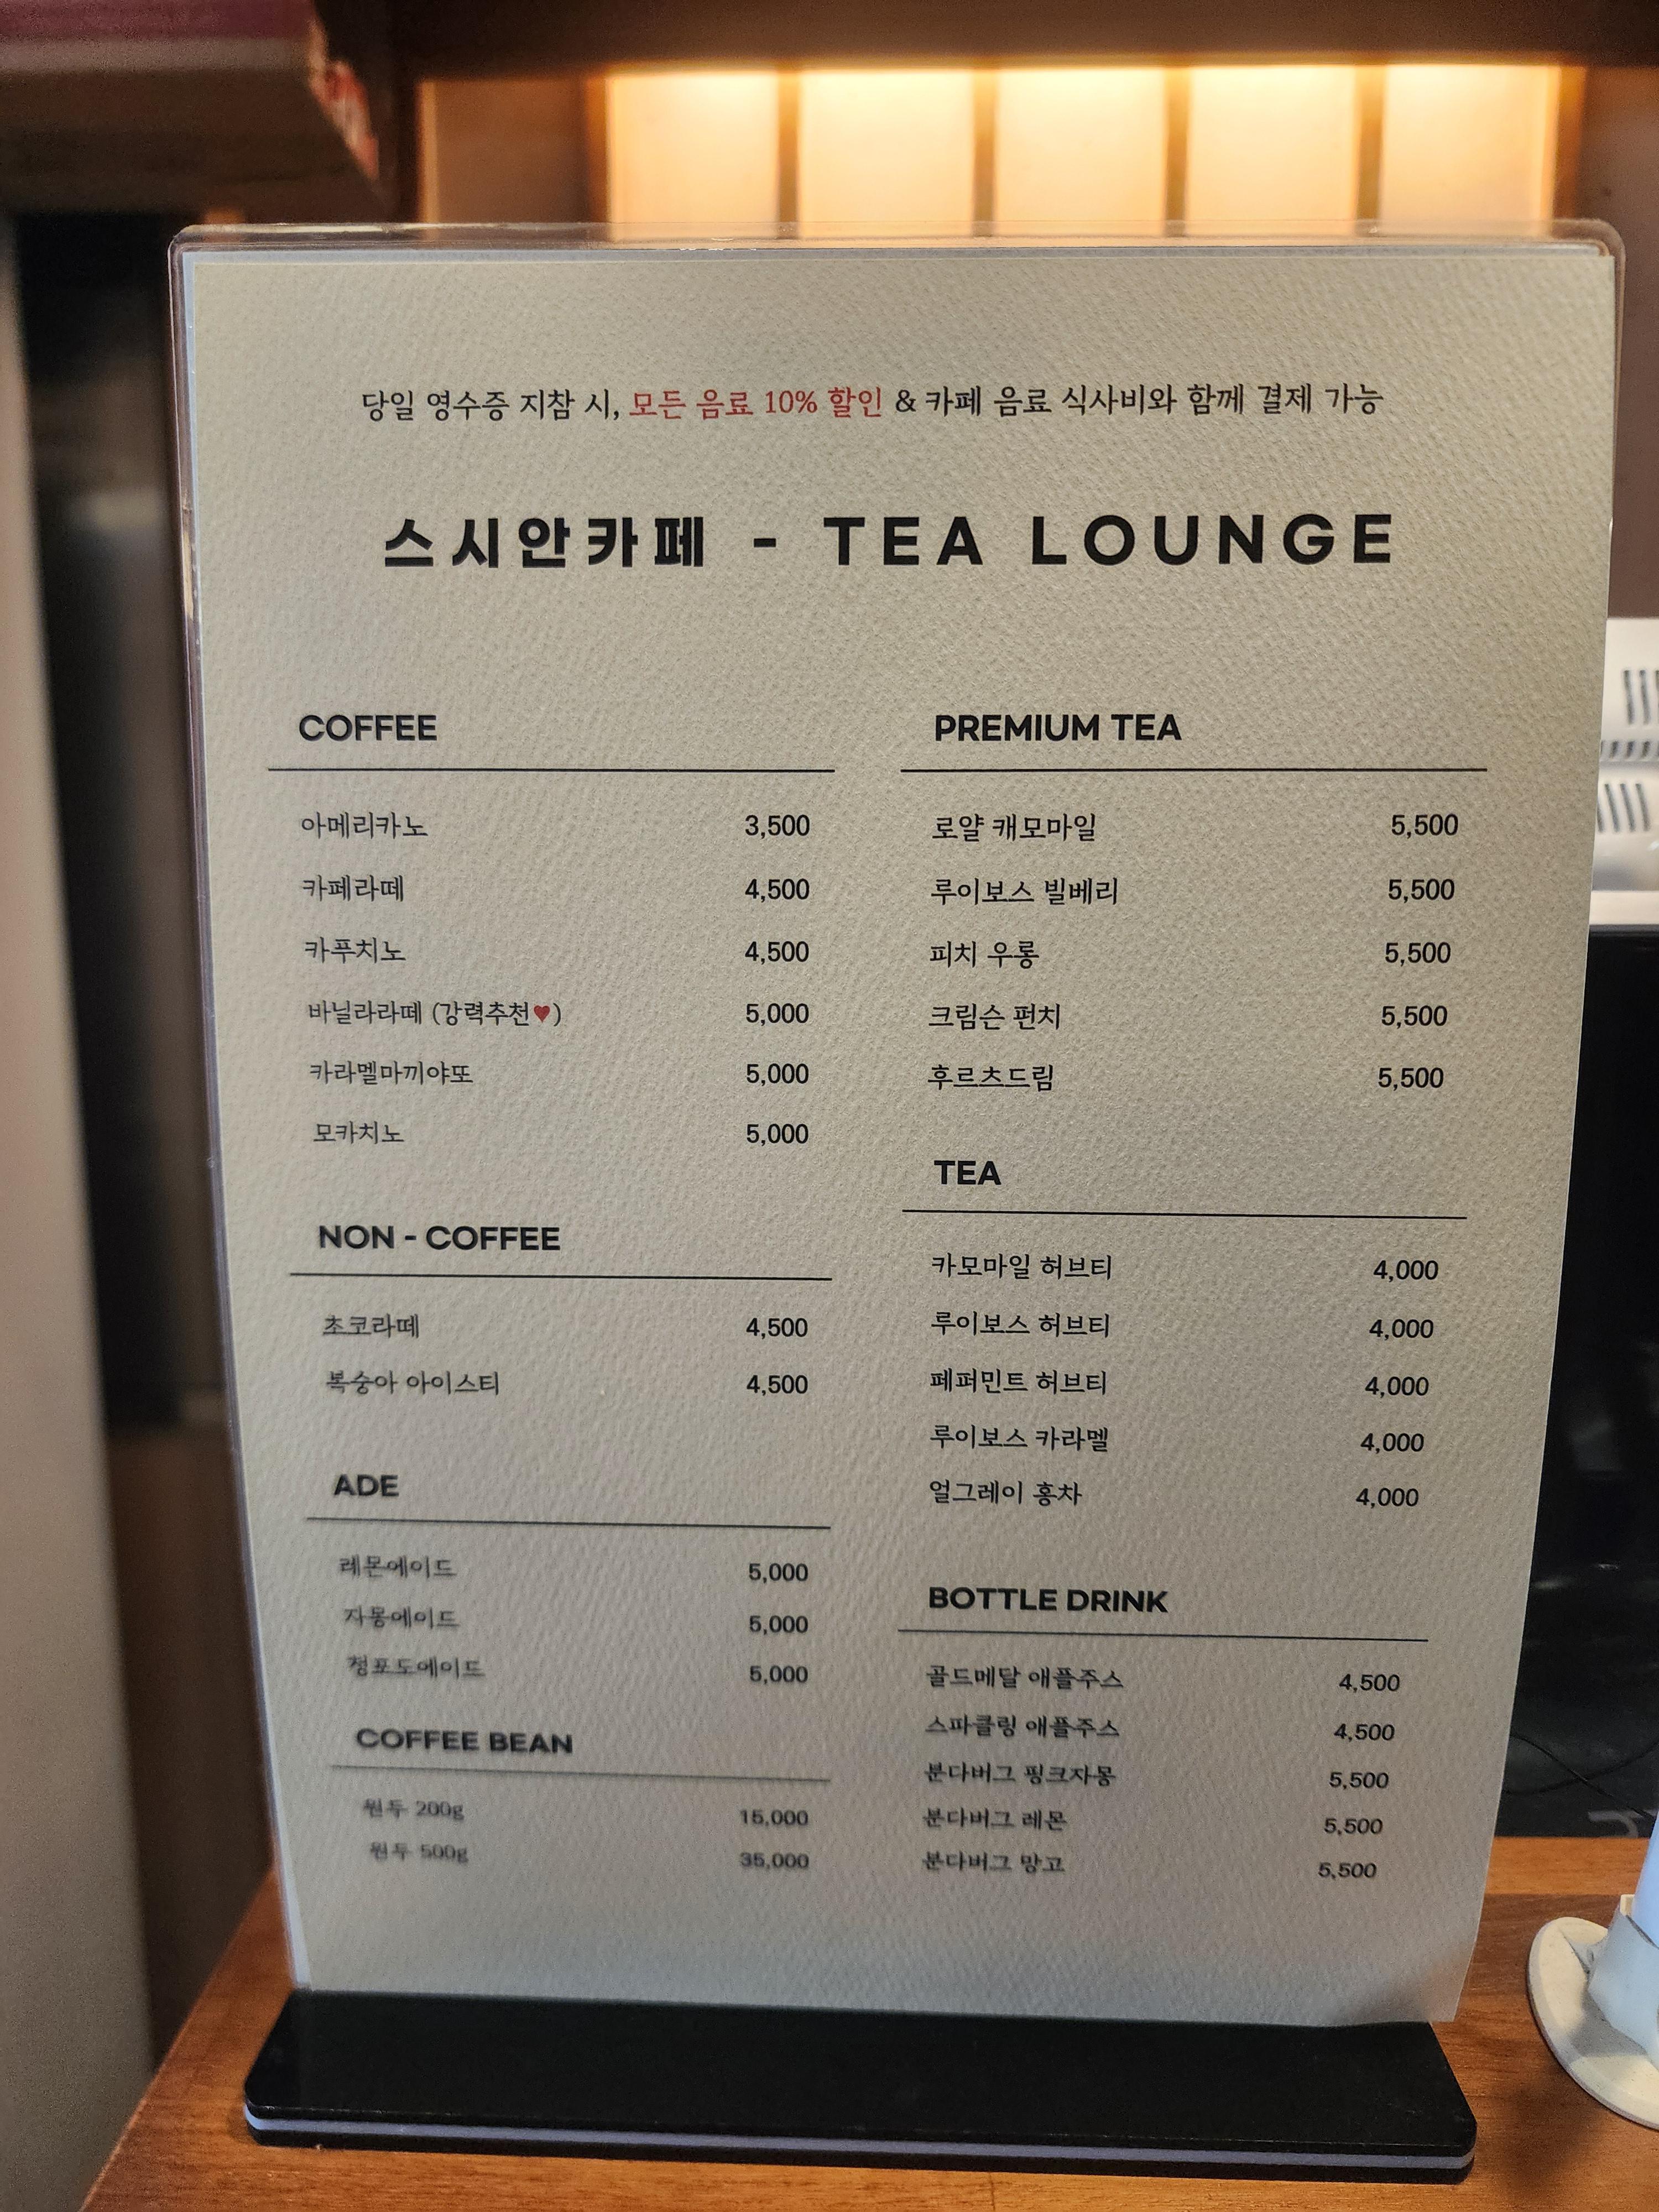 당일 영수증 지참 시, 모든 음료 10% 할인 & 카페 음료 식사비와 함께 결제 가능
스시안카페 - TEA LOUNGE
COFFEE
아메리카노 3,500
카페라떼 4,500
카푸치노 4,500
바닐라라떼 (강력추천♥) 5,000
카라멜마끼야또 5,000
모카치노 5,000
NON - COFFEE
초코라떼 4,500
복숭아 아이스티 4,500
ADE
레몬에이드 5,000
자몽에이드 5,000
청포도에이드 5,000
COFFEE BEAN
원두 200g 15,000
원두 500g 35,000
PREMIUM TEA
로얄 캐모마일 5,500
루이보스 빌베리 5,500
피치 우롱 5,500
크림슨 펀치 5,500
후르츠드림 5,500
TEA
카모마일 허브티 4,000
루이보스 허브티 4,000
페퍼민트 허브티 4,000
루이보스 카라멜 4,000
얼그레이 홍차 4,000
BOTTLE DRINK
골드메달 애플주스 4,500
스파클링 애플주스 4,500
분다버그 핑크자몽 5,500
분다버그 레몬 5,500
분다버그 망고 5,500